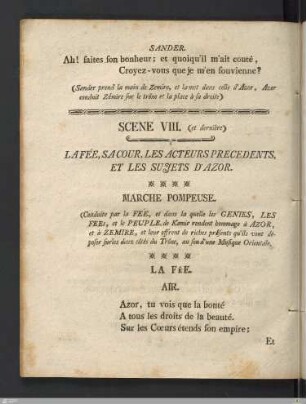 SANDER.
Ah! faites son bonheur: et quoiqu'il m'ait couté,
Croyez-vous que je m'en souvienne?
(Sander prend la main de Zemire, et la met dans celle d'Azor, Azor
conduit Zémire sur le trône et la place à sa droite)
SCENE VIII. (et derniére)
LA FÉE, SA COUR, LES ACTEURS PRECEDENTS,
ET LES SUJETS D'AZOR.
MARCHE POMPEUSE.
(Conduite par la FÉE, et dans la quelle les GENIES, LES
FÉES, et le PEUPLE de Kamir rendent hommage à AZOR,
et à ZEMIRE, et leur offrent de riches présents qu'ils vont dé-
poser sur les deux côtés du Trône, au son d'une Musique Orientale.
LA FéE.
AIR.
Azor, tu vois que la bonté
A tous les droits de la beauté.
Sur les Cœurs étends son empire:
Et